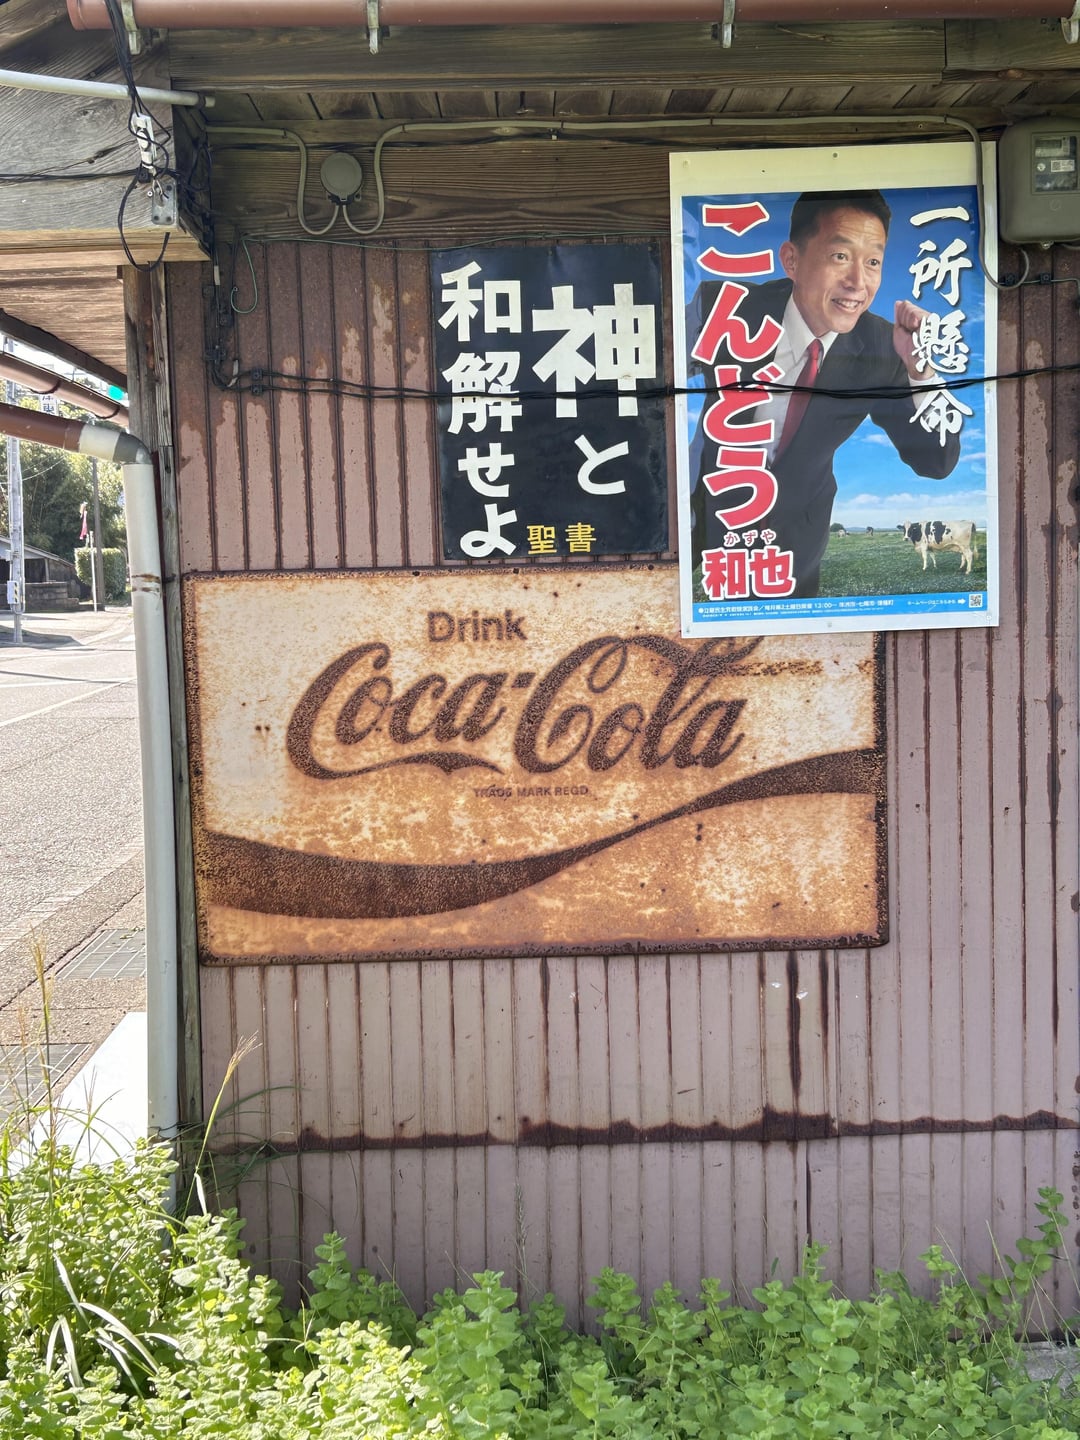 神と
和解せよ
聖書
一所懸命
こんどう
かずや
和也
Drink
Coca-Cola
TRADE MARK REGD